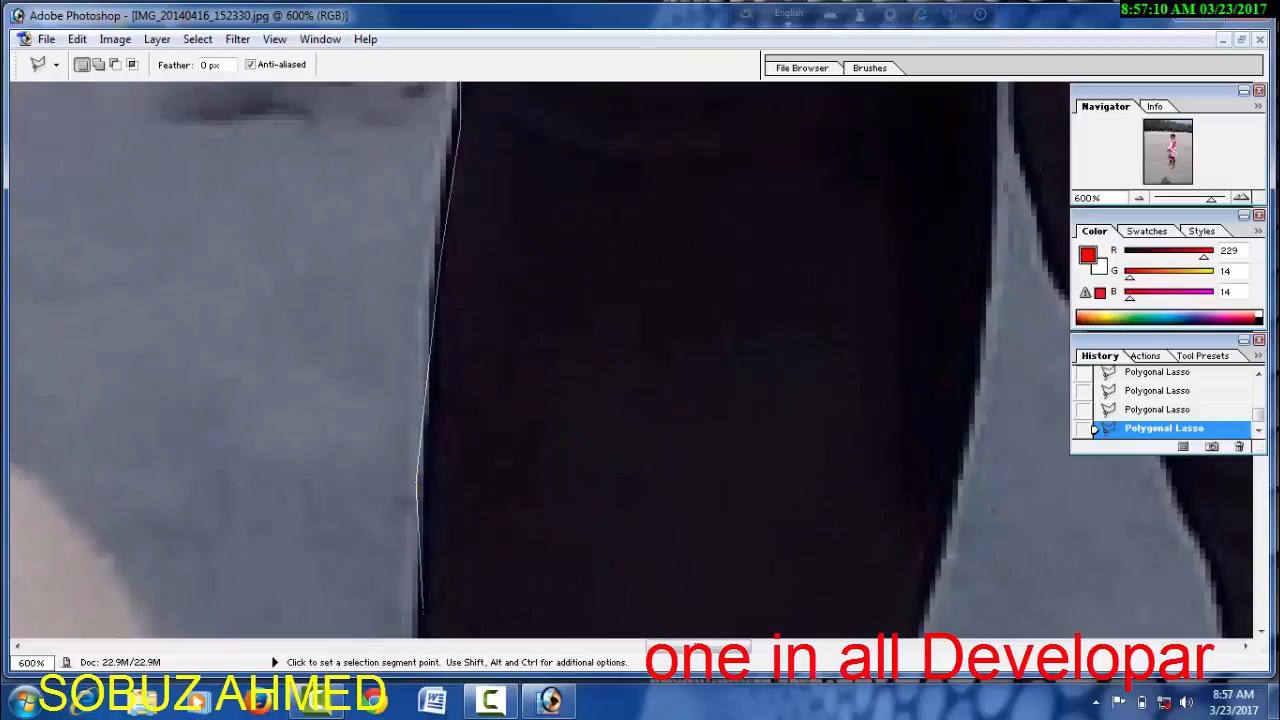 Adobe Photoshop - [IMG_20140416_152330.jpg @ 600% (RGB)]
English
8:57:10 AM 03/23/2017
File Edit Image Layer Select Filter View Window Help
Feather: 0 px Anti-aliased
File Browser Brushes
Navigator Info
600%
Color Swatches Styles
R 229
G 14
B 14
History Actions Tool Presets
Polygonal Lasso
Polygonal Lasso
Polygonal Lasso
Polygonal Lasso
600% Doc: 22.9M/22.9M Click to set a selection segment point. Use Shift, Alt and Ctrl for additional options.
one in all Developar
SOBUZ AHMED
8:57 AM
3/23/2017